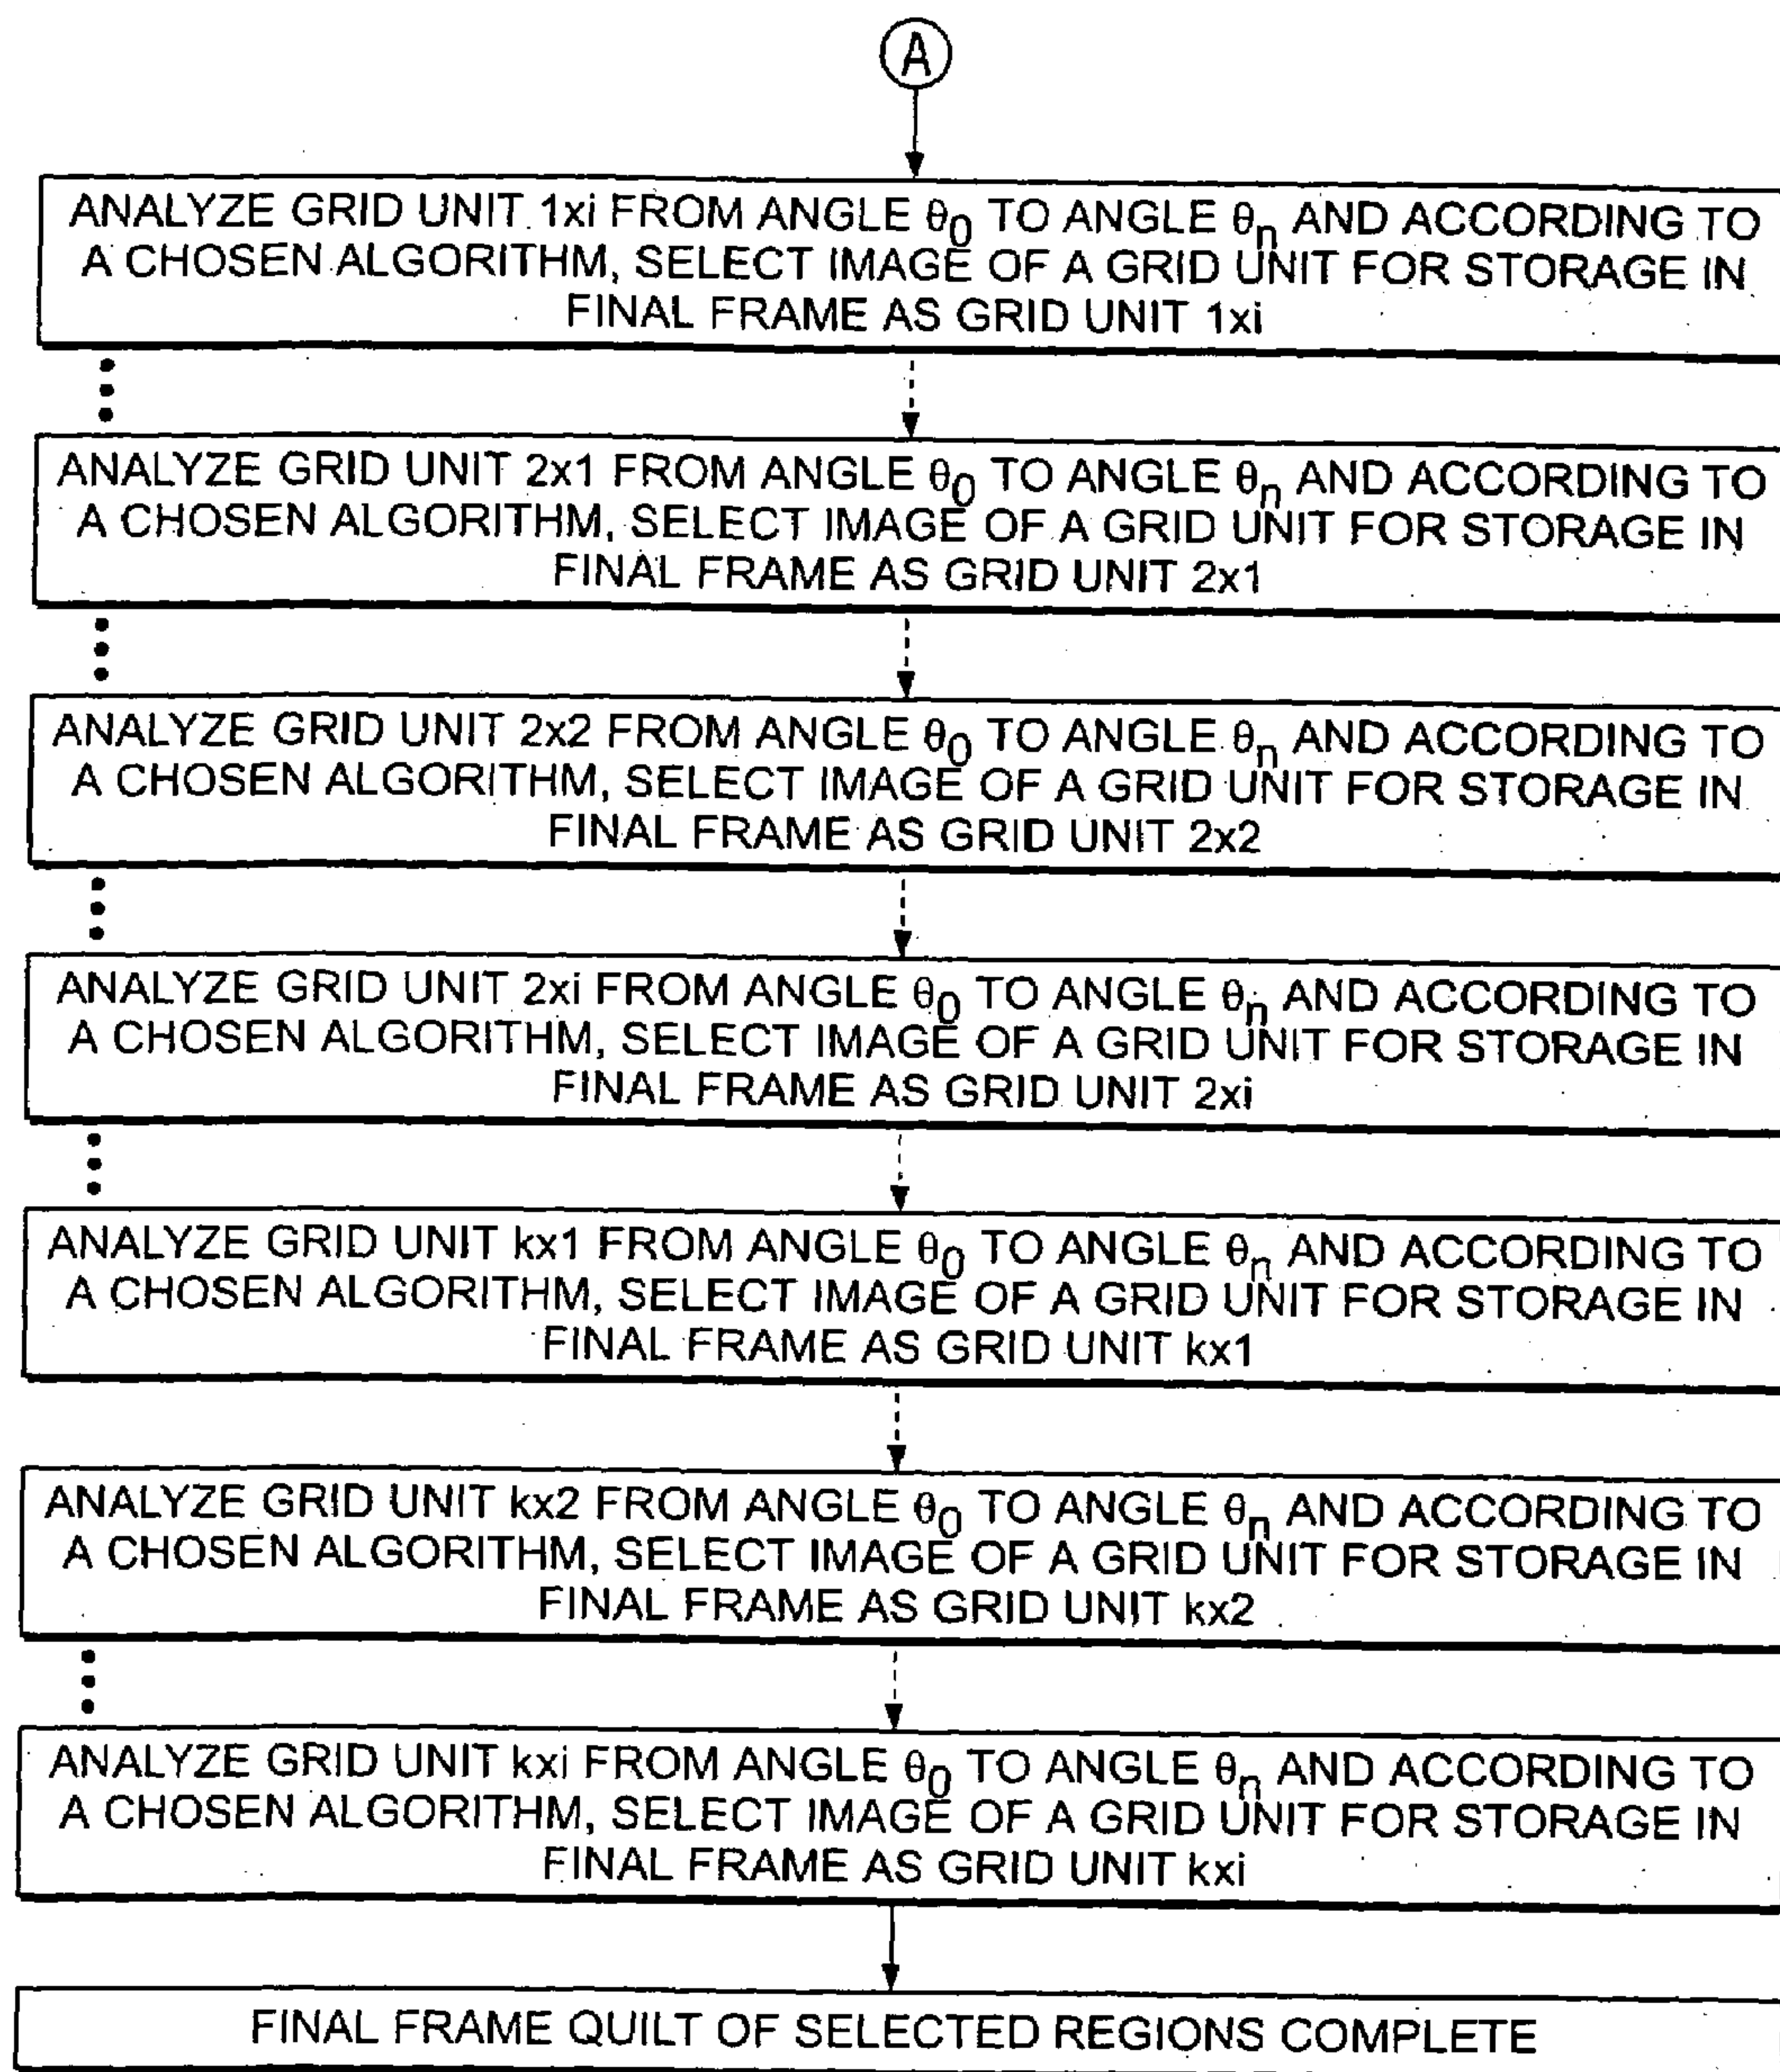 A
ANALYZE GRID UNIT 1xi FROM ANGLE θ0 TO ANGLE θn AND ACCORDING TO
A CHOSEN ALGORITHM, SELECT IMAGE OF A GRID UNIT FOR STORAGE IN
FINAL FRAME AS GRID UNIT 1xi
ANALYZE GRID UNIT 2x1 FROM ANGLE θ0 TO ANGLE θn AND ACCORDING TO
A CHOSEN ALGORITHM, SELECT IMAGE OF A GRID UNIT FOR STORAGE IN
FINAL FRAME AS GRID UNIT 2x1
ANALYZE GRID UNIT 2x2 FROM ANGLE θ0 TO ANGLE θn AND ACCORDING TO
A CHOSEN ALGORITHM, SELECT IMAGE OF A GRID UNIT FOR STORAGE IN
FINAL FRAME AS GRID UNIT 2x2
ANALYZE GRID UNIT 2xi FROM ANGLE θ0 TO ANGLE θn AND ACCORDING TO
A CHOSEN ALGORITHM, SELECT IMAGE OF A GRID UNIT FOR STORAGE IN
FINAL FRAME AS GRID UNIT 2xi
ANALYZE GRID UNIT kx1 FROM ANGLE θ0 TO ANGLE θn AND ACCORDING TO
A CHOSEN ALGORITHM, SELECT IMAGE OF A GRID UNIT FOR STORAGE IN
FINAL FRAME AS GRID UNIT kx1
ANALYZE GRID UNIT kx2 FROM ANGLE θ0 TO ANGLE θn AND ACCORDING TO
A CHOSEN ALGORITHM, SELECT IMAGE OF A GRID UNIT FOR STORAGE IN
FINAL FRAME AS GRID UNIT kx2
ANALYZE GRID UNIT kxi FROM ANGLE θ0 TO ANGLE θn AND ACCORDING TO
A CHOSEN ALGORITHM, SELECT IMAGE OF A GRID UNIT FOR STORAGE IN
FINAL FRAME AS GRID UNIT kxi
FINAL FRAME QUILT OF SELECTED REGIONS COMPLETE